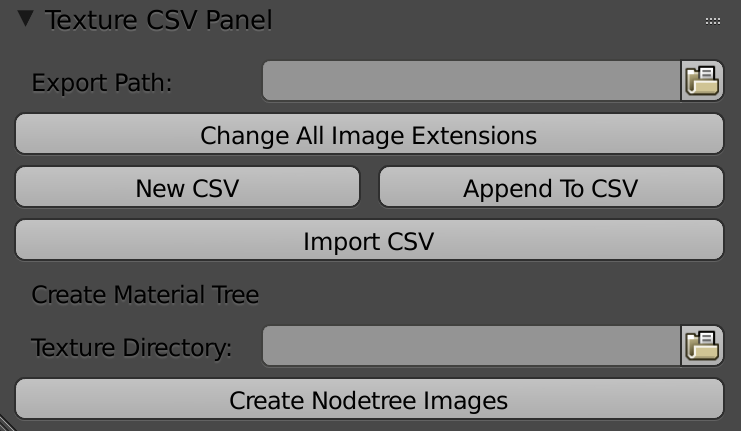 Texture CSV Panel
Export Path:
Change All Image Extensions
New CSV Append To CSV
Import CSV
Create Material Tree
Texture Directory:
Create Nodetree Images